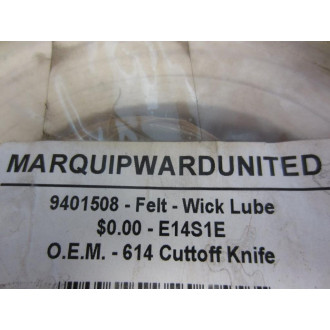 MARQUIPWARDUNITED
9401508 - Felt - Wick Lube
$0.00 - E14S1E
O.E.M. - 614 Cuttoff Knife